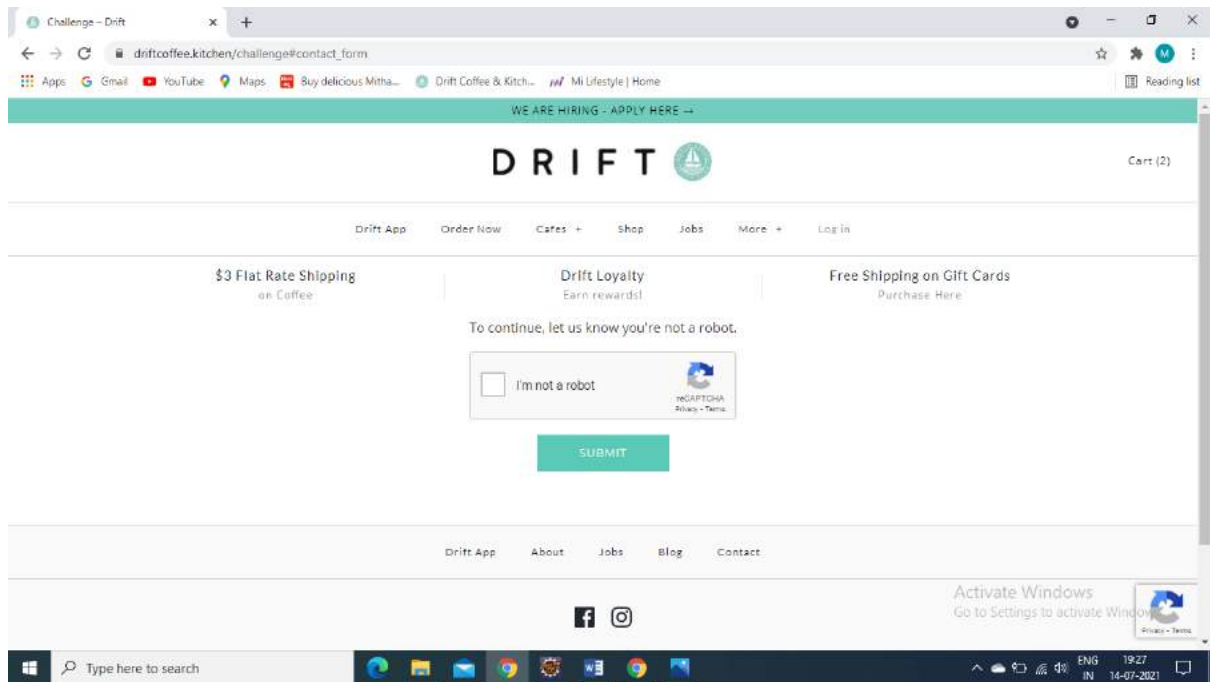 Challenge – Drift
driftcoffee.kitchen/challenge#contact_form
M
Apps Gmail YouTube Maps Buy delicious Mitha... Drift Coffee & Kitch... Mi Lifestyle | Home Reading list
WE ARE HIRING - APPLY HERE →
DRIFT
Cart (2)
Drift App Order Now Cafes + Shop Jobs More + Log in
$3 Flat Rate Shipping Drift Loyalty Free Shipping on Gift Cards
on Coffee Earn rewards! Purchase Here
To continue, let us know you're not a robot.
I'm not a robot
reCAPTCHA
Privacy - Terms
SUBMIT
Drift App About Jobs Blog Contact
Activate Windows
Go to Settings to activate Window
Privacy - Terms
Type here to search
ENG 19:27
IN 14-07-2021